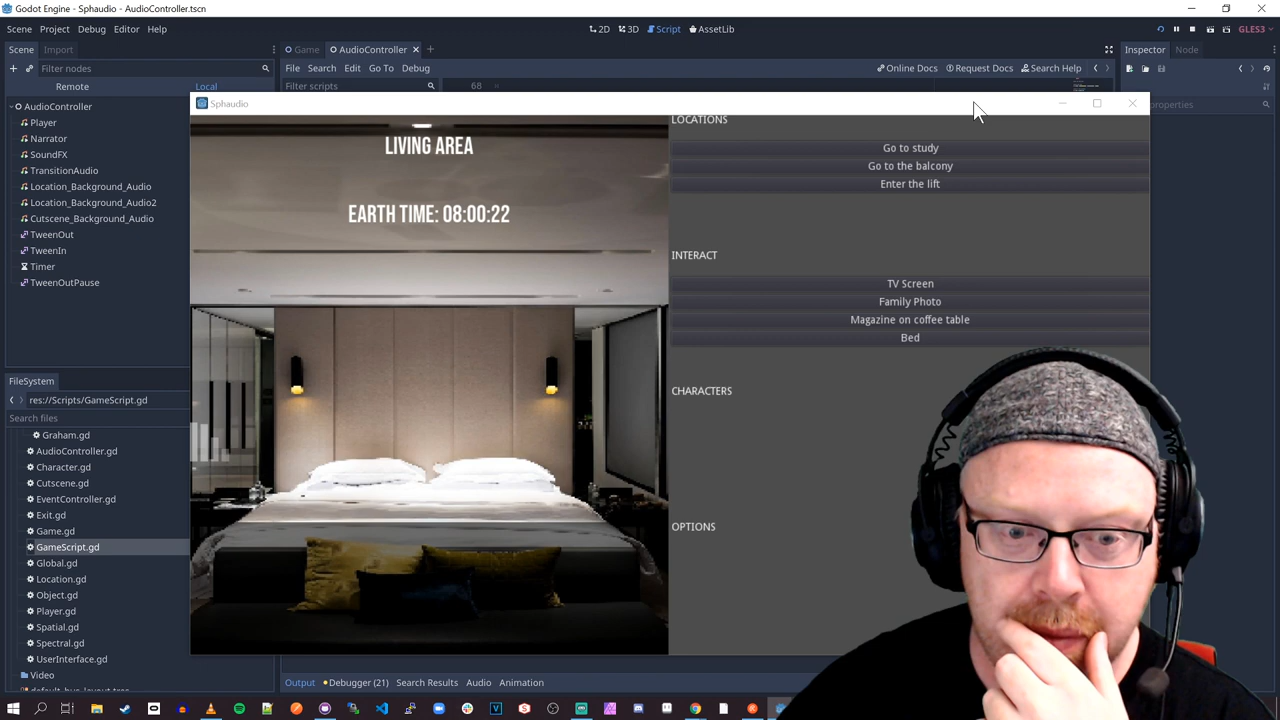 Godot Engine - Sphaudio - AudioController.tscn
Scene Project Debug Editor Help
2D 3D Script AssetLib
GLES3
Scene Import
Game AudioController
Inspector Node
Filter nodes
File Search Edit Go To Debug
Online Docs Request Docs Search Help
Remote Local
Filter scripts
68
properties
AudioController
Player
Narrator
SoundFX
TransitionAudio
Location_Background_Audio
Location_Background_Audio2
Cutscene_Background_Audio
TweenOut
TweenIn
Timer
TweenOutPause
Sphaudio
LIVING AREA
EARTH TIME: 08:00:22
LOCATIONS
Go to study
Go to the balcony
Enter the lift
INTERACT
TV Screen
Family Photo
Magazine on coffee table
Bed
CHARACTERS
OPTIONS
FileSystem
res://Scripts/GameScript.gd
Search files
Graham.gd
AudioController.gd
Character.gd
Cutscene.gd
EventController.gd
Exit.gd
Game.gd
GameScript.gd
Global.gd
Location.gd
Object.gd
Player.gd
Spatial.gd
Spectral.gd
UserInterface.gd
Video
Output Debugger (21) Search Results Audio Animation